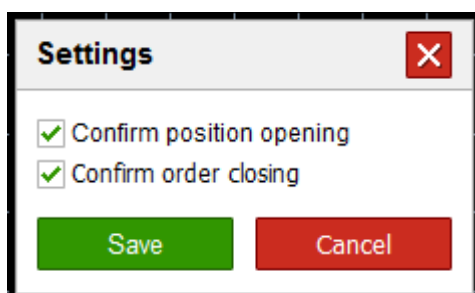 Settings
Confirm position opening
Confirm order closing
Save Cancel